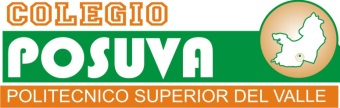 COLEGIO
POSUVA
POLITECNICO SUPERIOR DEL VALLE